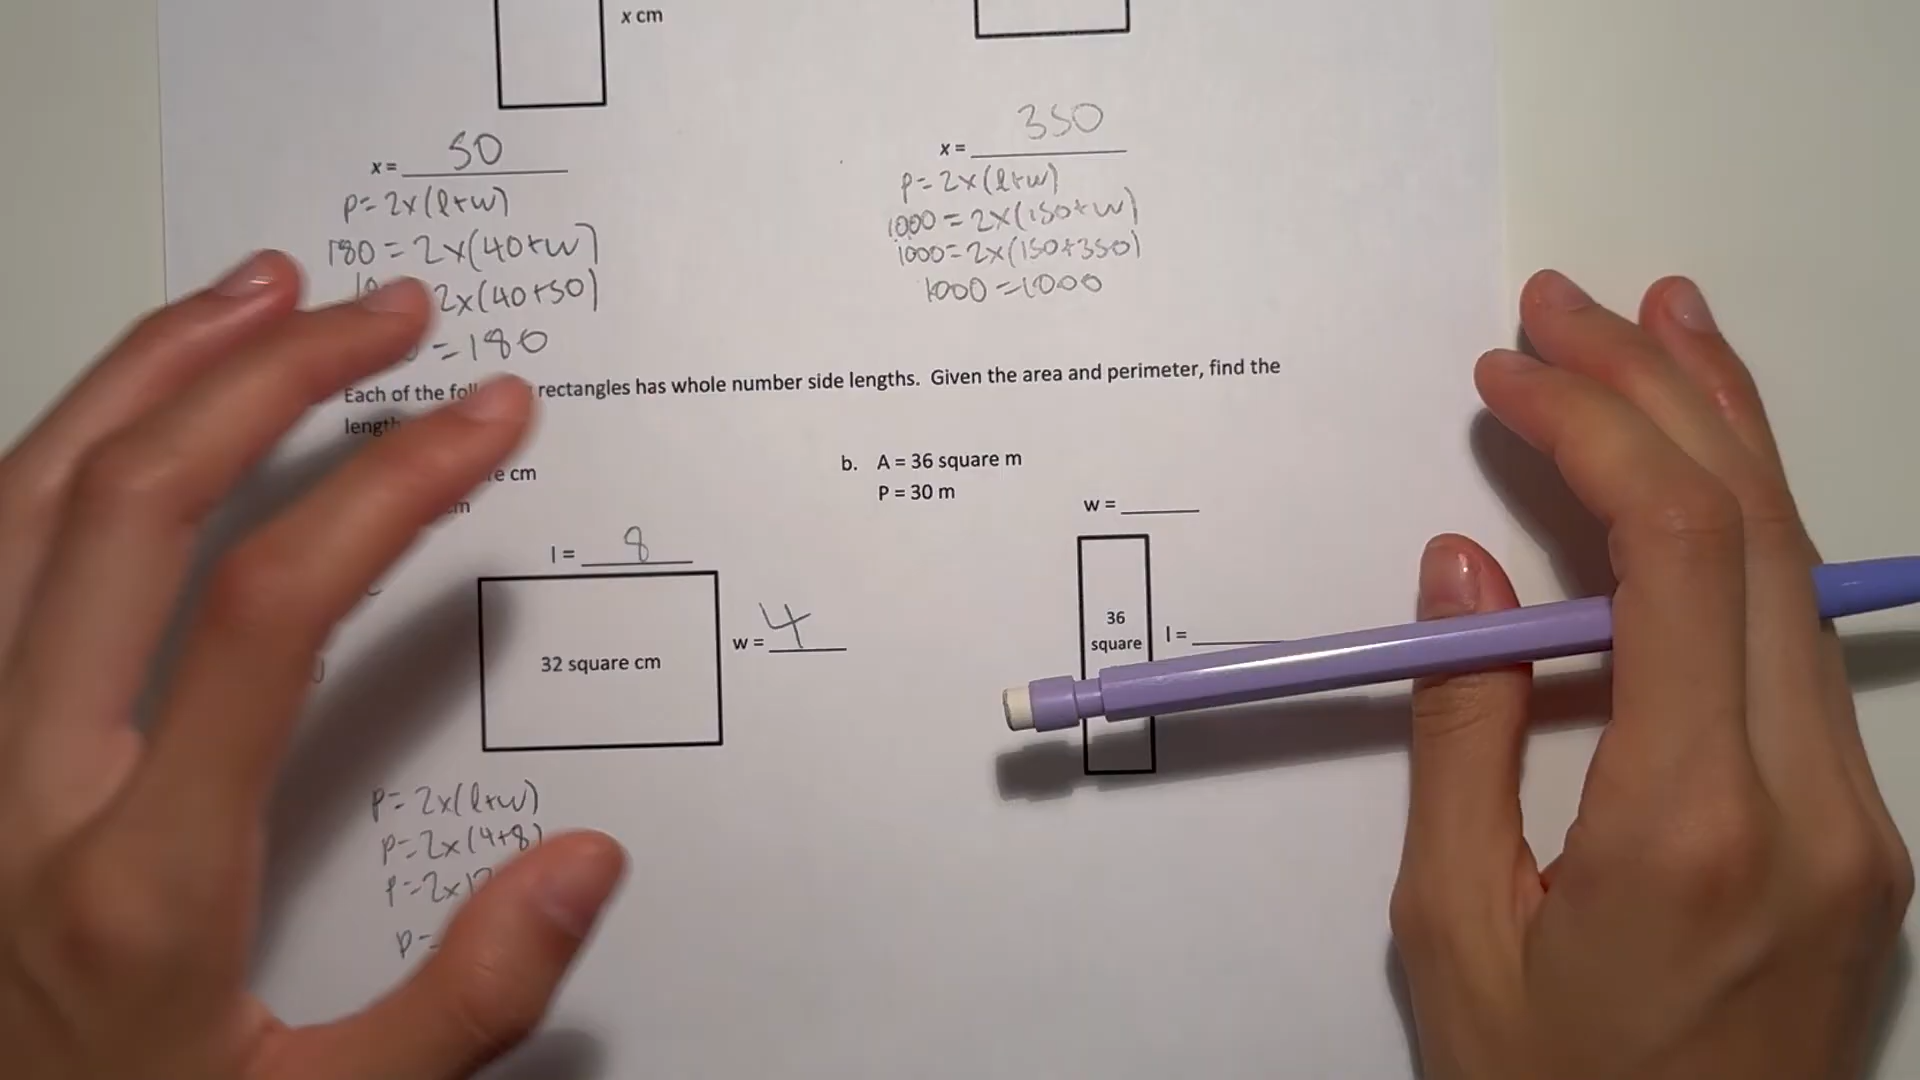 x cm
x = 50
P=2x(l+w)
180=2x(40+w)
2x(40+50)
=180
x = 350
P=2x(l+w)
1000=2x(150+w)
1000=2x(150+350)
1000=1000
Each of the rectangles has whole number side lengths. Given the area and perimeter, find the
length
cm
l = 8
32 square cm
w = 4
P=2x(l+w)
P=2x(4+8)
P=2x12
P=
b. A = 36 square m
P = 30 m
w =
36
square
l =